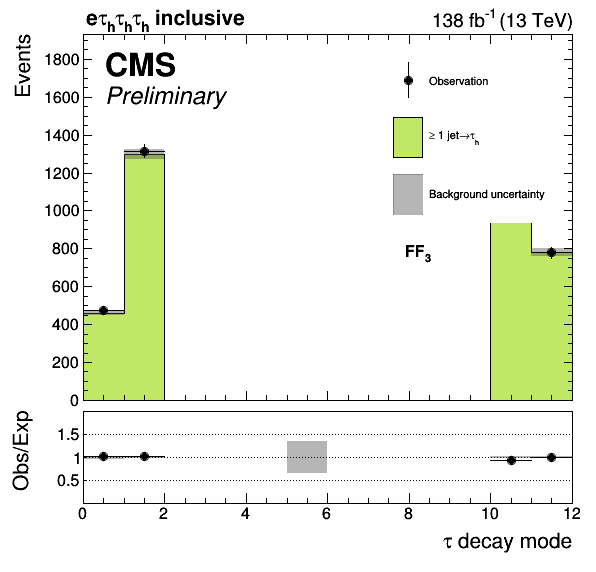 eτhτhτh inclusive
138 fb-1 (13 TeV)
Events
CMS
Preliminary
Observation
≥ 1 jet→τh
Background uncertainty
FF3
1800
1600
1400
1200
1000
800
600
400
200
0
Obs/Exp
1.5
1
0.5
0 2 4 6 8 10 12
τ decay mode